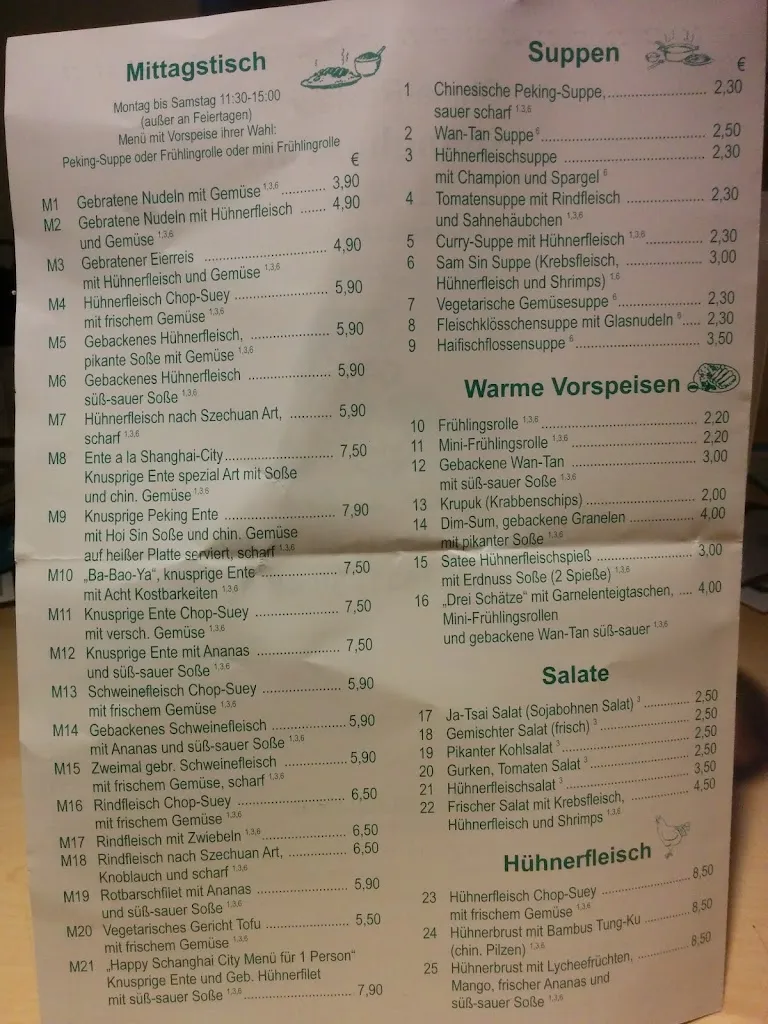 Mittagstisch
Montag bis Samstag 11:30-15:00
(außer an Feiertagen)
Menü mit Vorspeise ihrer Wahl:
Peking-Suppe oder Frühlingrolle oder mini Frühlingrolle
€
M1 Gebratene Nudeln mit Gemüse 1,3,6 ........... 3,90
M2 Gebratene Nudeln mit Hühnerfleisch ....... 4,90
und Gemüse 1,3,6
M3 Gebratener Eierreis ................................ 4,90
mit Hühnerfleisch und Gemüse 1,3,6
M4 Hühnerfleisch Chop-Suey ....................... 5,90
mit frischem Gemüse 1,3,6
M5 Gebackenes Hühnerfleisch, ..................... 5,90
pikante Soße mit Gemüse 1,3,6
M6 Gebackenes Hühnerfleisch ..................... 5,90
süß-sauer Soße 1,3,6
M7 Hühnerfleisch nach Szechuan Art, ............ 5,90
scharf 1,3,6
M8 Ente a la Shanghai-City ............................ 7,50
Knusprige Ente spezial Art mit Soße
und chin. Gemüse 1,3,6
M9 Knusprige Peking Ente ............................ 7,90
mit Hoi Sin Soße und chin. Gemüse
auf heißer Platte serviert, scharf 1,3,6
M10 „Ba-Bao-Ya“, knusprige Ente ................... 7,50
mit Acht Kostbarkeiten 1,3,6
M11 Knusprige Ente Chop-Suey ..................... 7,50
mit versch. Gemüse 1,3,6
M12 Knusprige Ente mit Ananas ..................... 7,50
und süß-sauer Soße 1,3,6
M13 Schweinefleisch Chop-Suey ..................... 5,90
mit frischem Gemüse 1,3,6
M14 Gebackenes Schweinefleisch ................... 5,90
mit Ananas und süß-sauer Soße 1,3,6
M15 Zweimal gebr. Schweinefleisch ................ 5,90
mit frischem Gemüse, scharf 1,3,6
M16 Rindfleisch Chop-Suey ............................ 6,50
mit frischem Gemüse 1,3,6
M17 Rindfleisch mit Zwiebeln 1,3,6 ..................... 6,50
M18 Rindfleisch nach Szechuan Art, ............... 6,50
Knoblauch und scharf 1,3,6
M19 Rotbarschfilet mit Ananas ....................... 5,90
und süß-sauer Soße 1,3,6
M20 Vegetarisches Gericht Tofu ..................... 5,50
mit frischem Gemüse 1,3,6
M21 „Happy Schanghai City Menü für 1 Person“
Knusprige Ente und Geb. Hühnerfilet
mit süß-sauer Soße 1,3,6 ............................ 7,90
Suppen
€
1 Chinesische Peking-Suppe, ...................... 2,30
sauer scharf 1,3,6
2 Wan-Tan Suppe 6 ................................... 2,50
3 Hühnerfleischsuppe ................................ 2,30
mit Champion und Spargel 6
4 Tomatensuppe mit Rindfleisch .................. 2,30
und Sahnehäubchen 1,3,6
5 Curry-Suppe mit Hühnerfleisch 1,3,6 ................ 2,30
6 Sam Sin Suppe (Krebsfleisch, .................. 3,00
Hühnerfleisch und Shrimps) 1,6
7 Vegetarische Gemüsesuppe 6 .................... 2,30
8 Fleischklösschensuppe mit Glasnudeln 6 ..... 2,30
9 Haifischflossensuppe 6 ............................. 3,50
Warme Vorspeisen
10 Frühlingsrolle 1,3,6 ...................................... 2,20
11 Mini-Frühlingsrolle 1,3,6 ............................... 2,20
12 Gebackene Wan-Tan .............................. 3,00
mit süß-sauer Soße 1,3,6
13 Krupuk (Krabbenschips) .......................... 2,00
14 Dim-Sum, gebackene Granelen ................ 4,00
mit pikanter Soße 1,3,6
15 Satee Hühnerfleischspieß ....................... 3,00
mit Erdnuss Soße (2 Spieße) 1,3,6
16 „Drei Schätze“ mit Garnelenteigtaschen, .... 4,00
Mini-Frühlingsrollen
und gebackene Wan-Tan süß-sauer 1,3,6
Salate
17 Ja-Tsai Salat (Sojabohnen Salat) 3 ............ 2,50
18 Gemischter Salat (frisch) 3 ....................... 2,50
19 Pikanter Kohlsalat 3 ................................ 2,50
20 Gurken, Tomaten Salat 3 ......................... 2,50
21 Hühnerfleischsalat 3 ............................... 3,50
22 Frischer Salat mit Krebsfleisch, ................ 4,50
Hühnerfleisch und Shrimps 1,3,6
Hühnerfleisch
23 Hühnerfleisch Chop-Suey ....................... 8,50
mit frischem Gemüse 1,3,6
24 Hühnerbrust mit Bambus Tung-Ku ............ 8,50
(chin. Pilzen) 1,3,6
25 Hühnerbrust mit Lycheefrüchten, .............. 8,50
Mango, frischer Ananas und
süß-sauer Soße 1,3,6